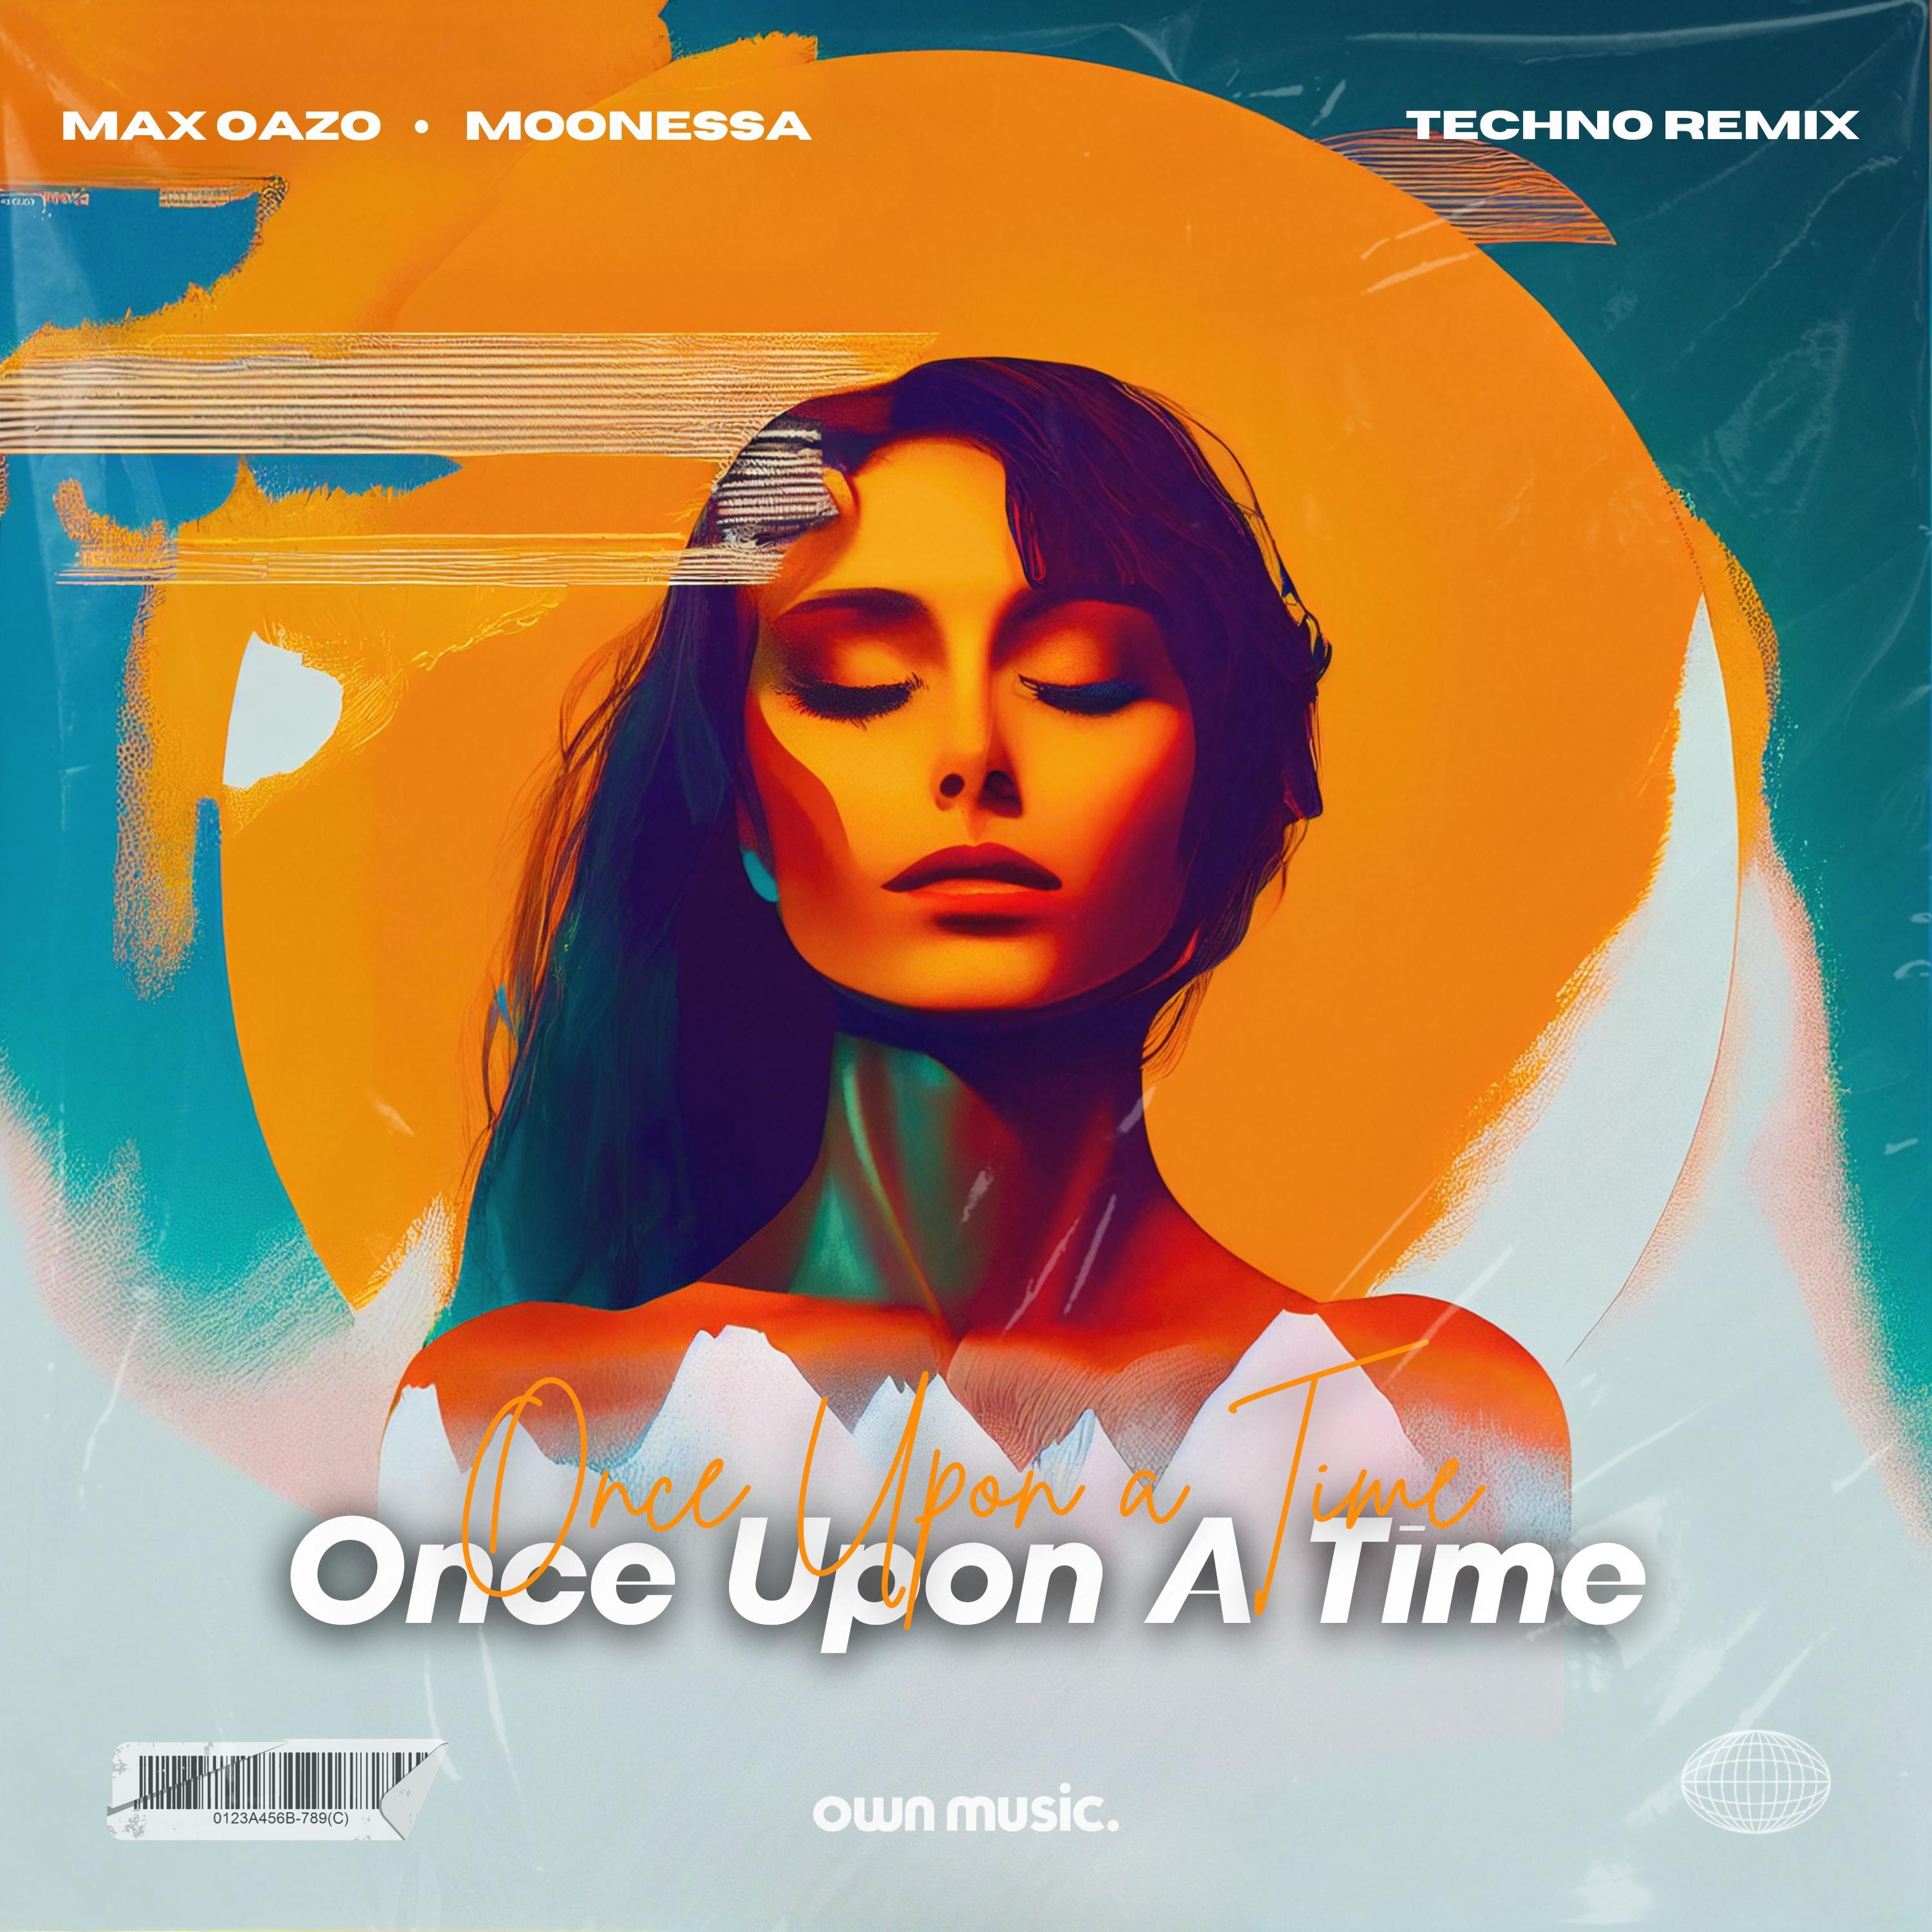 MAX OAZO • MOONESSA
TECHNO REMIX
Once Upon a Time
Once Upon A Time
0123A456B-789(C)
own music.